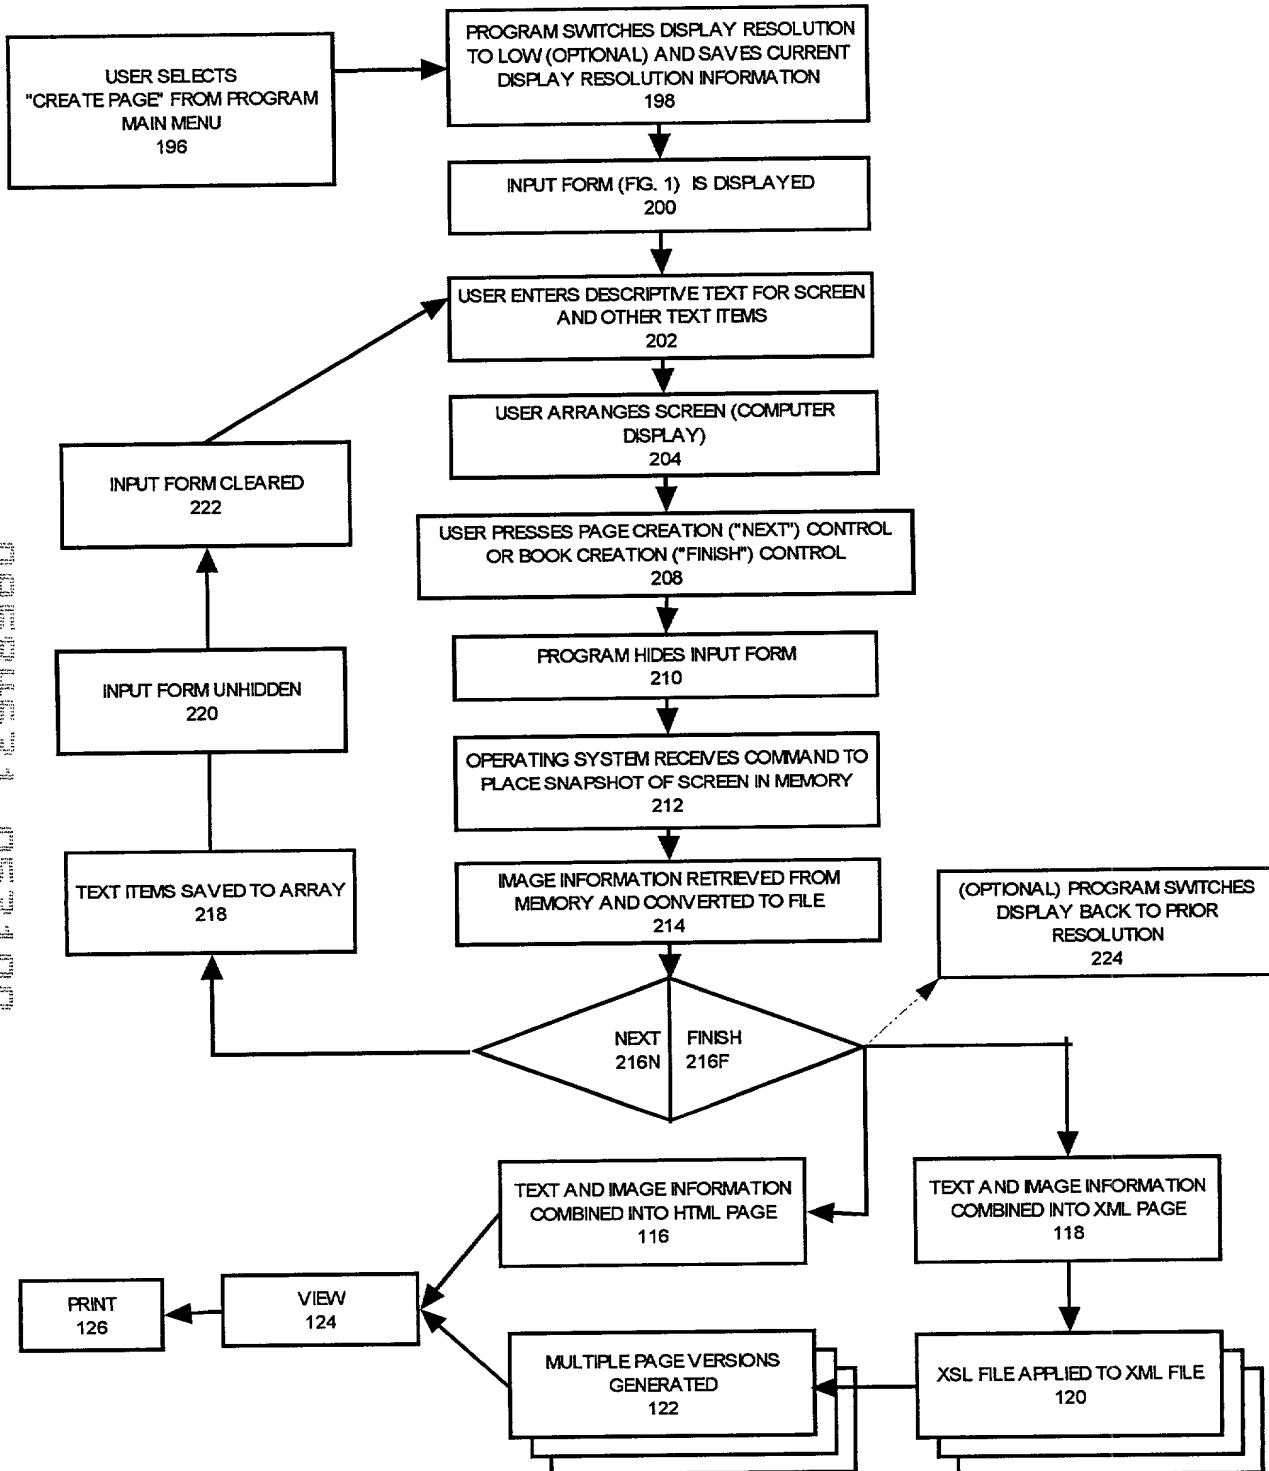 PROGRAM SWITCHES DISPLAY RESOLUTION
TO LOW (OPTIONAL) AND SAVES CURRENT
DISPLAY RESOLUTION INFORMATION
198
USER SELECTS
"CREATE PAGE" FROM PROGRAM
MAIN MENU
196
INPUT FORM (FIG. 1) IS DISPLAYED
200
USER ENTERS DESCRIPTIVE TEXT FOR SCREEN
AND OTHER TEXT ITEMS
202
USER ARRANGES SCREEN (COMPUTER
DISPLAY)
204
INPUT FORM CLEARED
222
USER PRESSES PAGE CREATION ("NEXT") CONTROL
OR BOOK CREATION ("FINISH") CONTROL
208
PROGRAM HIDES INPUT FORM
210
INPUT FORM UNHIDDEN
220
OPERATING SYSTEM RECEIVES COMMAND TO
PLACE SNAPSHOT OF SCREEN IN MEMORY
212
IMAGE INFORMATION RETRIEVED FROM
MEMORY AND CONVERTED TO FILE
214
TEXT ITEMS SAVED TO ARRAY
218
(OPTIONAL) PROGRAM SWITCHES
DISPLAY BACK TO PRIOR
RESOLUTION
224
NEXT
216N
FINISH
216F
TEXT AND IMAGE INFORMATION
COMBINED INTO HTML PAGE
116
TEXT AND IMAGE INFORMATION
COMBINED INTO XML PAGE
118
PRINT
126
VIEW
124
MULTIPLE PAGE VERSIONS
GENERATED
122
XSL FILE APPLIED TO XML FILE
120